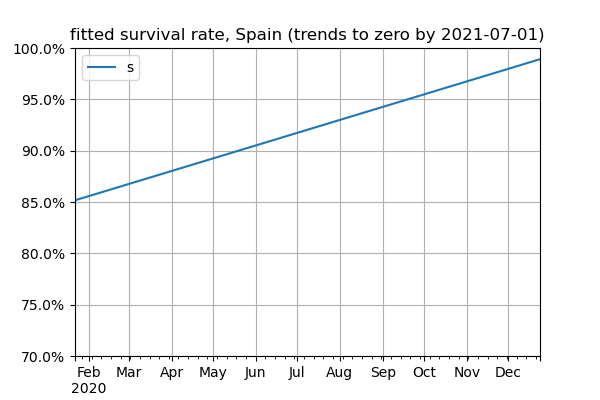 fitted survival rate, Spain (trends to zero by 2021-07-01)
100.0%
s
95.0%
90.0%
85.0%
80.0%
75.0%
70.0%
Feb Mar Apr May Jun Jul Aug Sep Oct Nov Dec
2020